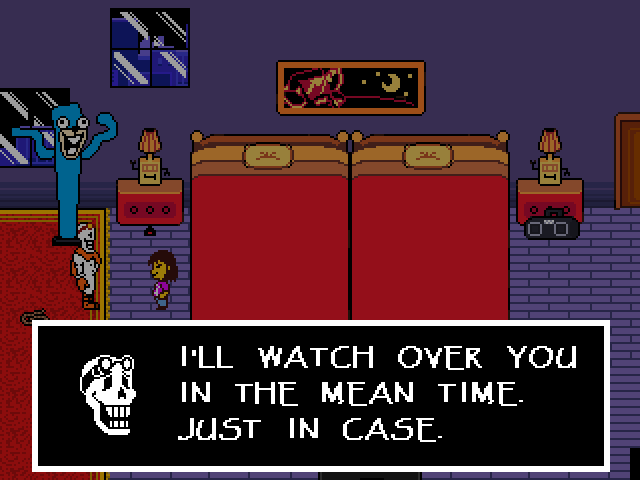 I'LL WATCH OVER YOU
IN THE MEAN TIME.
JUST IN CASE.